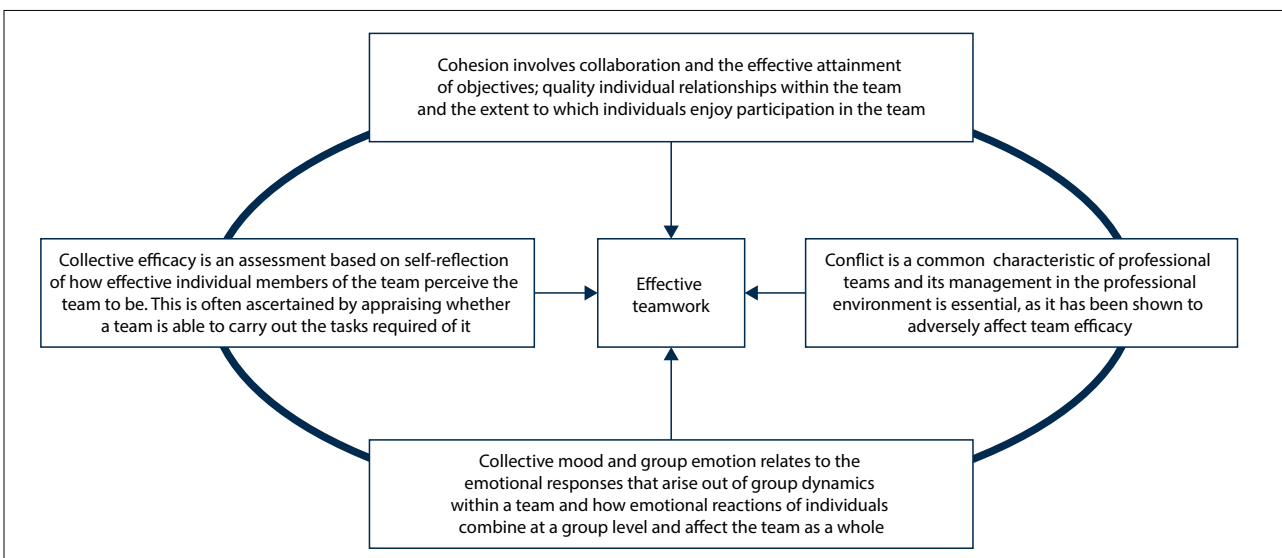 Cohesion involves collaboration and the effective attainment
of objectives; quality individual relationships within the team
and the extent to which individuals enjoy participation in the team
Collective efficacy is an assessment based on self-reflection
of how effective individual members of the team perceive the
team to be. This is often ascertained by appraising whether
a team is able to carry out the tasks required of it
Effective
teamwork
Conflict is a common characteristic of professional
teams and its management in the professional
environment is essential, as it has been shown to
adversely affect team efficacy
Collective mood and group emotion relates to the
emotional responses that arise out of group dynamics
within a team and how emotional reactions of individuals
combine at a group level and affect the team as a whole